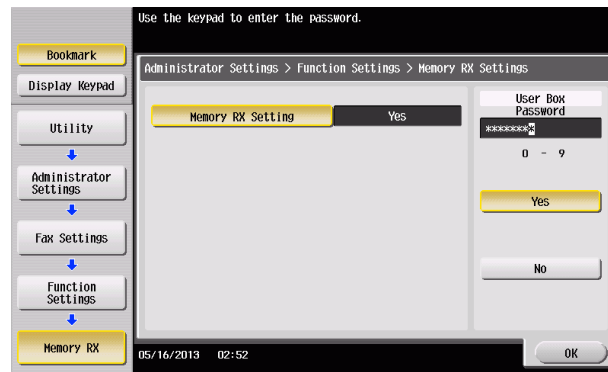 Use the keypad to enter the password.
Bookmark
Display Keypad
Utility
Administrator
Settings
Fax Settings
Function
Settings
Memory RX
Administrator Settings > Function Settings > Memory RX Settings
Memory RX Setting
Yes
User Box
Password
********
0 - 9
Yes
No
05/16/2013 02:52
OK